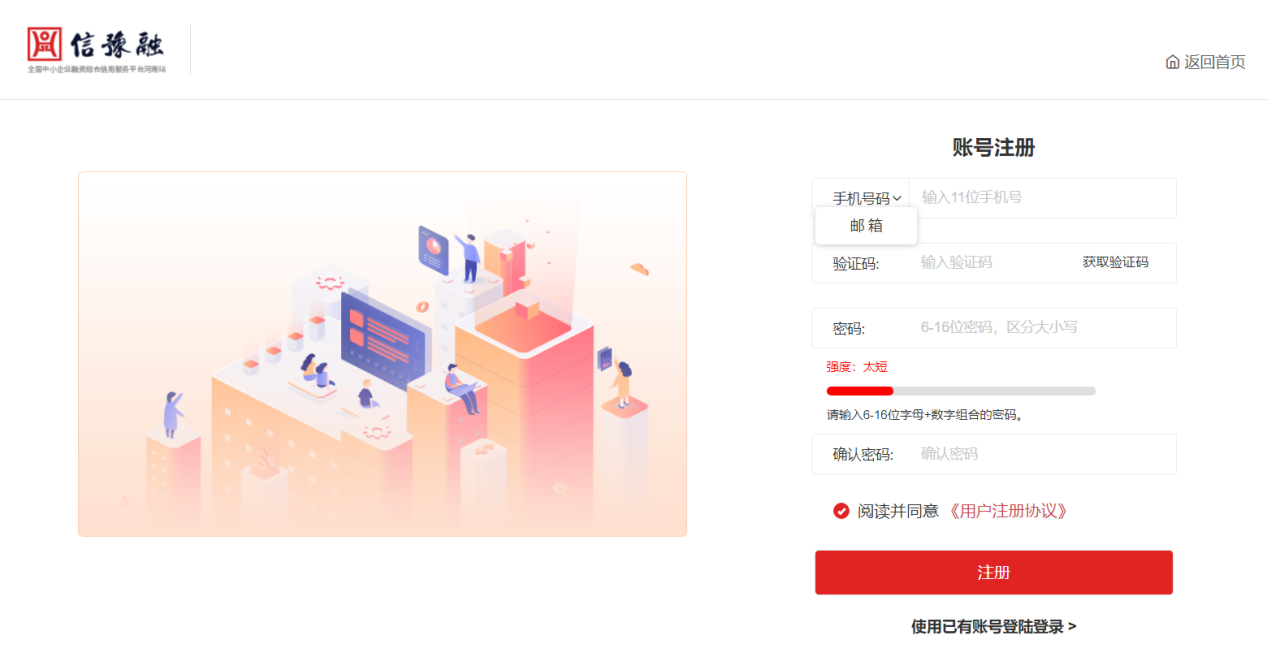 信豫融
全国中小企业融资综合信用服务平台河南站
返回首页
账号注册
手机号码 输入11位手机号
邮 箱
验证码: 输入验证码 获取验证码
密码: 6-16位密码，区分大小写
强度：太短
请输入6-16位字母+数字组合的密码。
确认密码: 确认密码
阅读并同意 《用户注册协议》
注册
使用已有账号登陆登录 >